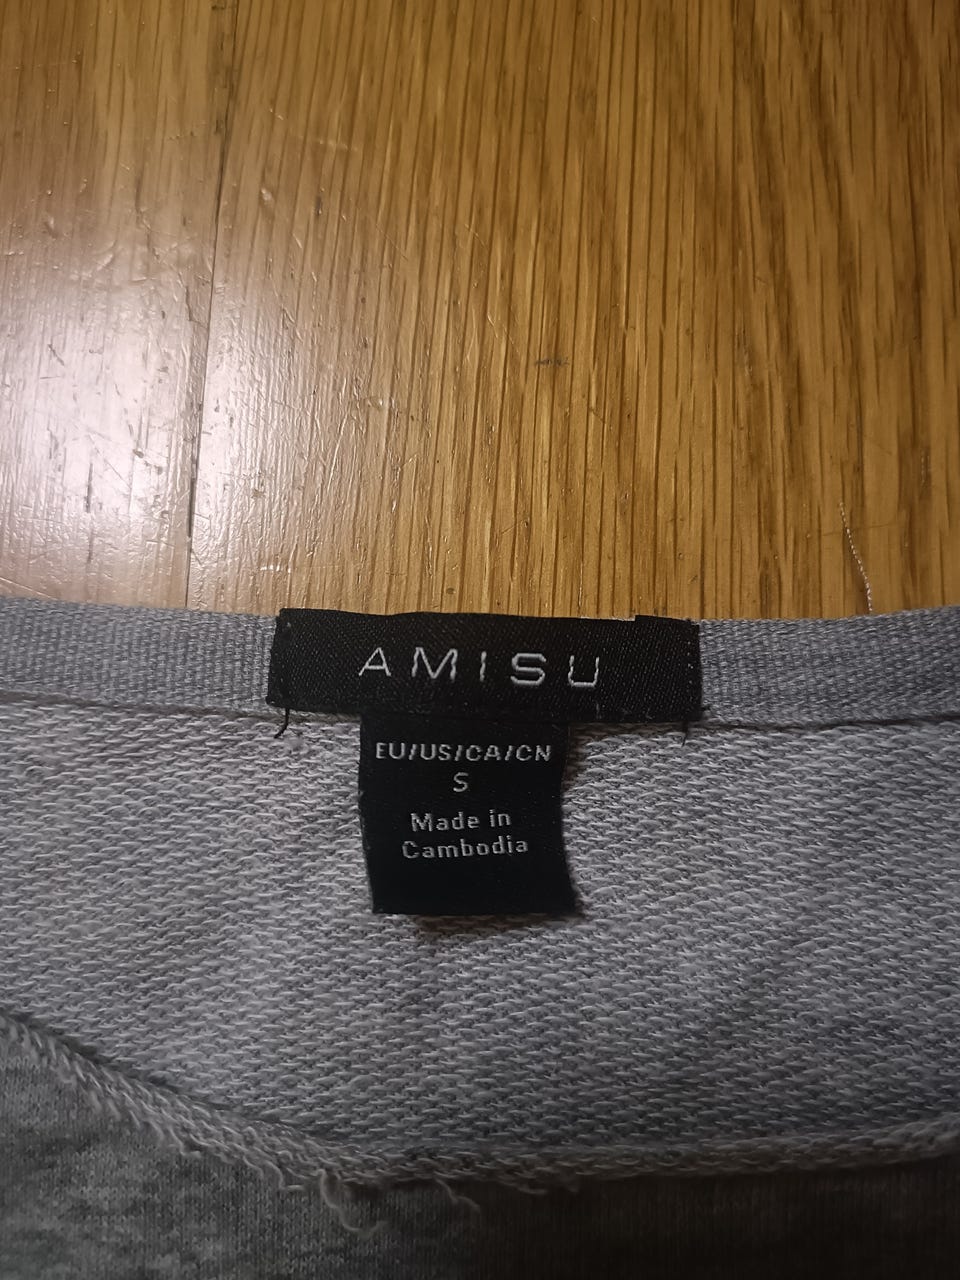 AMISU
EU/US/CA/CN
S
Made in
Cambodia